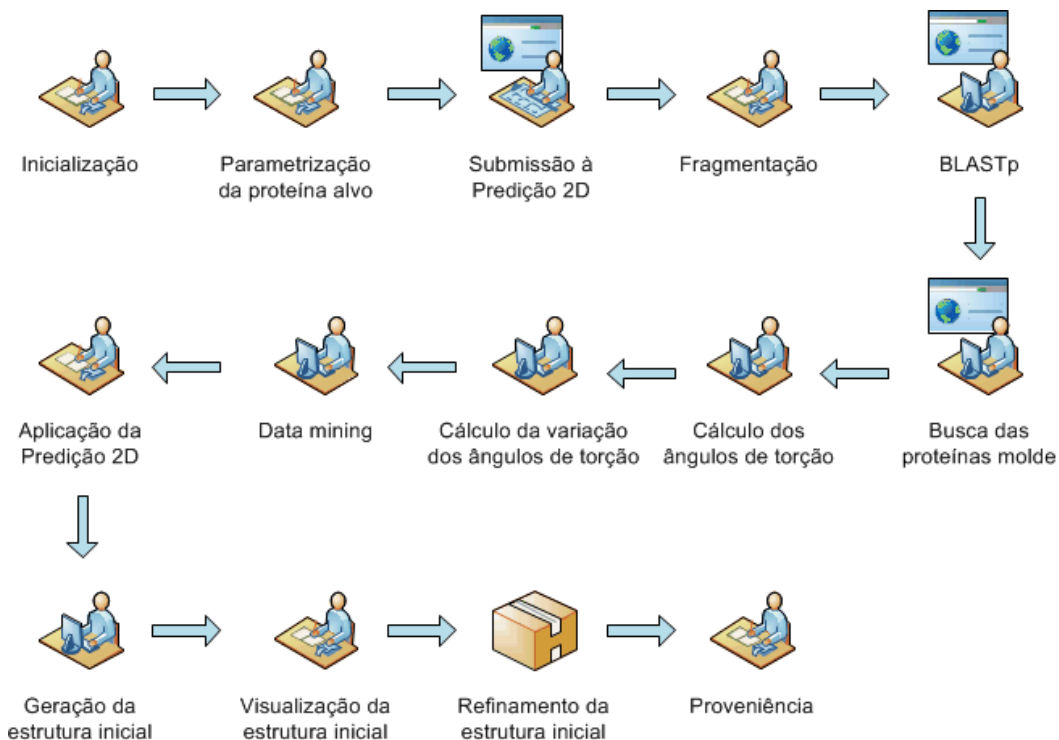 Inicialização
Parametrização
da proteína alvo
Submissão à
Predição 2D
Fragmentação
BLASTp
Aplicação da
Predição 2D
Data mining
Cálculo da variação
dos ângulos de torção
Cálculo dos
ângulos de torção
Busca das
proteínas molde
Geração da
estrutura inicial
Visualização da
estrutura inicial
Refinamento da
estrutura inicial
Proveniência